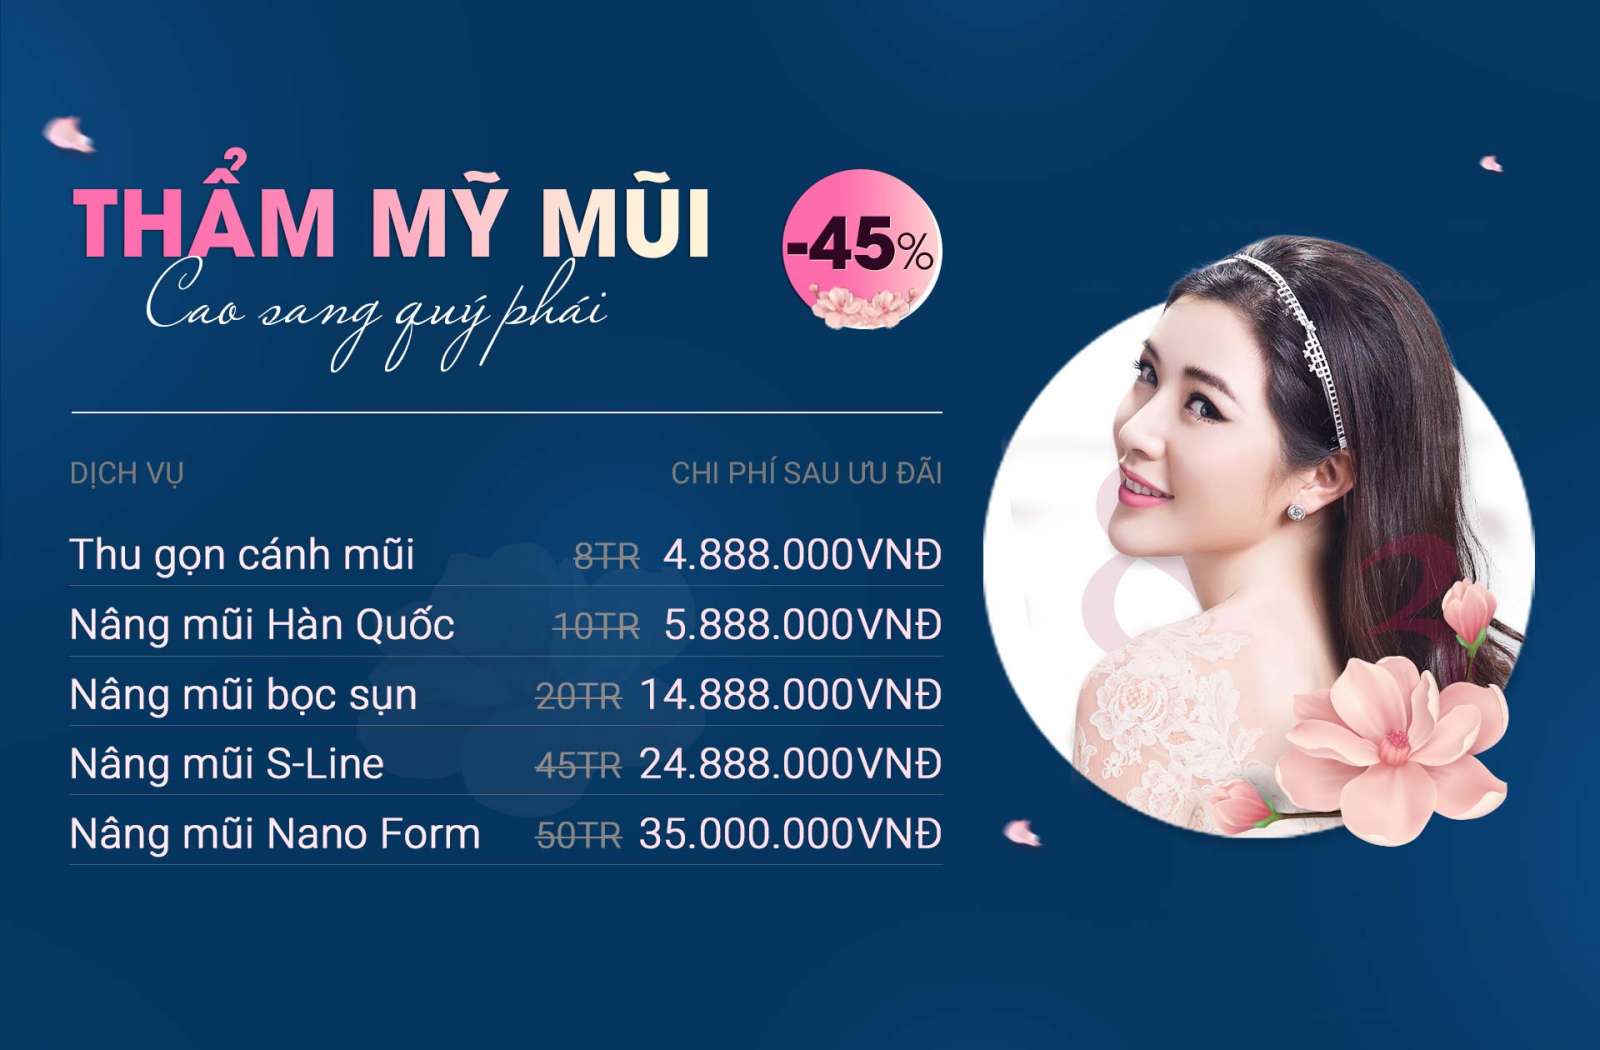 THẨM MỸ MŨI
Cao sang quý phái
-45%
DỊCH VỤ CHI PHÍ SAU ƯU ĐÃI
Thu gọn cánh mũi 8TR 4.888.000VNĐ
Nâng mũi Hàn Quốc 10TR 5.888.000VNĐ
Nâng mũi bọc sụn 20TR 14.888.000VNĐ
Nâng mũi S-Line 45TR 24.888.000VNĐ
Nâng mũi Nano Form 50TR 35.000.000VNĐ